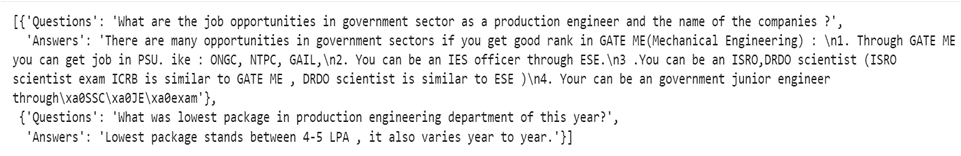 [{'Questions': 'What are the job opportunities in government sector as a production engineer and the name of the companies ?',
'Answers': 'There are many opportunities in government sectors if you get good rank in GATE ME(Mechanical Engineering) : \n1. Through GATE ME
you can get job in PSU. ike : ONGC, NTPC, GAIL,\n2. You can be an IES officer through ESE.\n3 .You can be an ISRO,DRDO scientist (ISRO
scientist exam ICRB is similar to GATE ME , DRDO scientist is similar to ESE )\n4. Your can be an government junior engineer
through\xa0SSC\xa0JE\xa0exam'},
{'Questions': 'What was lowest package in production engineering department of this year?',
'Answers': 'Lowest package stands between 4-5 LPA , it also varies year to year.'}]